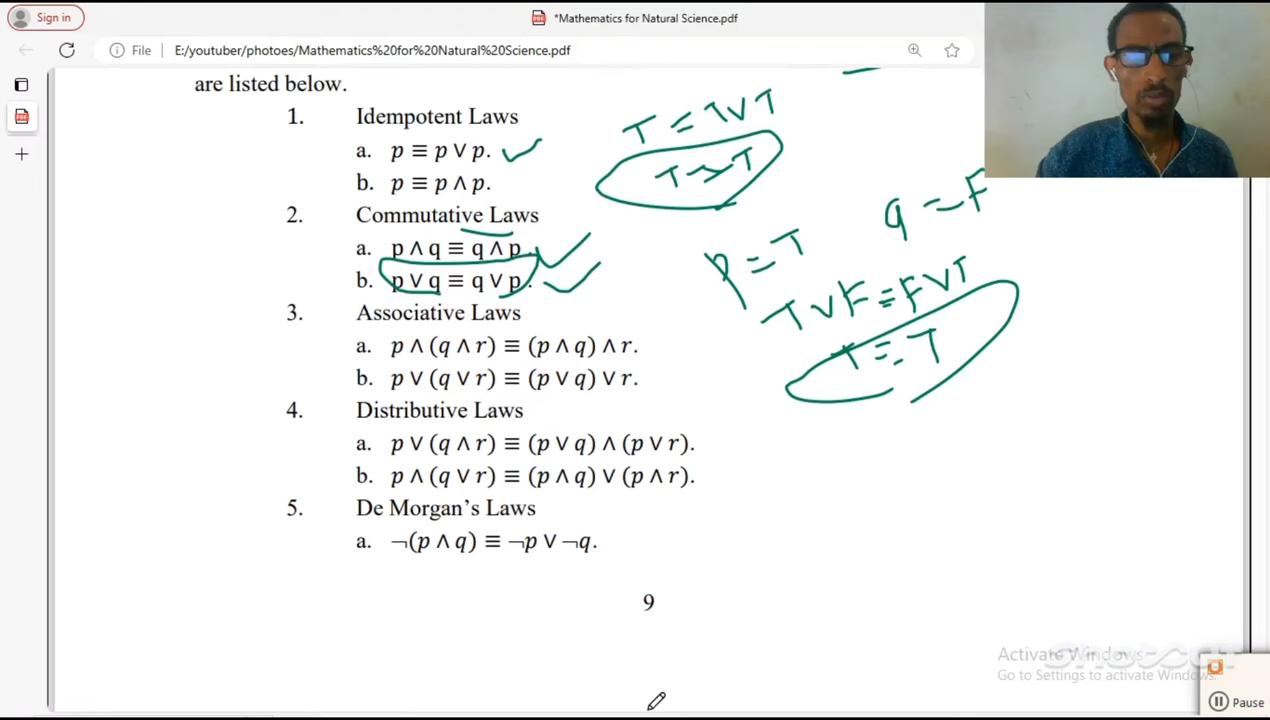 Sign in
*Mathematics for Natural Science.pdf
File E:/youtuber/photoes/Mathematics%20for%20Natural%20Science.pdf
are listed below.
1. Idempotent Laws
a. p ≡ p ∨ p.
b. p ≡ p ∧ p.
T = T∨T
T ≡ T
2. Commutative Laws
a. p ∧ q ≡ q ∧ p.
b. p ∨ q ≡ q ∨ p.
p = T
q = F
T∨F ≡ F∨T
T ≡ T
3. Associative Laws
a. p ∧ (q ∧ r) ≡ (p ∧ q) ∧ r.
b. p ∨ (q ∨ r) ≡ (p ∨ q) ∨ r.
4. Distributive Laws
a. p ∨ (q ∧ r) ≡ (p ∨ q) ∧ (p ∨ r).
b. p ∧ (q ∨ r) ≡ (p ∧ q) ∨ (p ∧ r).
5. De Morgan's Laws
a. ¬(p ∧ q) ≡ ¬p ∨ ¬q.
9
Activate Windows
Go to Settings to activate Windows.
Pause